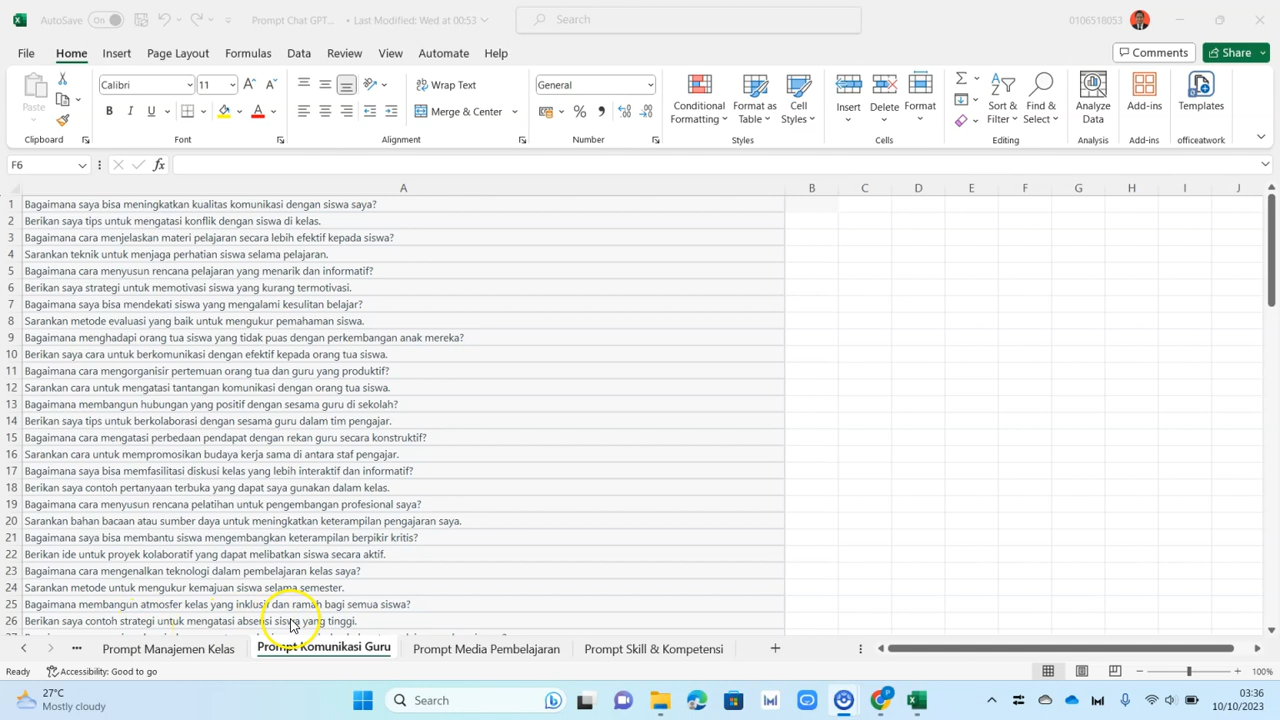 AutoSave
On
Prompt Chat GPT...
• Last Modified: Wed at 00:53
Search
0106518053
File
Home
Insert
Page Layout
Formulas
Data
Review
View
Automate
Help
Comments
Share
Paste
Clipboard
Calibri
11
Font
Wrap Text
Merge & Center
Alignment
General
Number
Conditional Formatting
Format as Table
Cell Styles
Styles
Insert
Delete
Format
Cells
Sort & Filter
Find & Select
Editing
Analyze Data
Analysis
Add-ins
Add-ins
Templates
officeatwork
F6
A B C D E F G H I J
1 Bagaimana saya bisa meningkatkan kualitas komunikasi dengan siswa saya?
2 Berikan saya tips untuk mengatasi konflik dengan siswa di kelas.
3 Bagaimana cara menjelaskan materi pelajaran secara lebih efektif kepada siswa?
4 Sarankan teknik untuk menjaga perhatian siswa selama pelajaran.
5 Bagaimana cara menyusun rencana pelajaran yang menarik dan informatif?
6 Berikan saya strategi untuk memotivasi siswa yang kurang termotivasi.
7 Bagaimana saya bisa mendekati siswa yang mengalami kesulitan belajar?
8 Sarankan metode evaluasi yang baik untuk mengukur pemahaman siswa.
9 Bagaimana menghadapi orang tua siswa yang tidak puas dengan perkembangan anak mereka?
10 Berikan saya cara untuk berkomunikasi dengan efektif kepada orang tua siswa.
11 Bagaimana cara mengorganisir pertemuan orang tua dan guru yang produktif?
12 Sarankan cara untuk mengatasi tantangan komunikasi dengan orang tua siswa.
13 Bagaimana membangun hubungan yang positif dengan sesama guru di sekolah?
14 Berikan saya tips untuk berkolaborasi dengan sesama guru dalam tim pengajar.
15 Bagaimana cara mengatasi perbedaan pendapat dengan rekan guru secara konstruktif?
16 Sarankan cara untuk mempromosikan budaya kerja sama di antara staf pengajar.
17 Bagaimana saya bisa memfasilitasi diskusi kelas yang lebih interaktif dan informatif?
18 Berikan saya contoh pertanyaan terbuka yang dapat saya gunakan dalam kelas.
19 Bagaimana cara menyusun rencana pelatihan untuk pengembangan profesional saya?
20 Sarankan bahan bacaan atau sumber daya untuk meningkatkan keterampilan pengajaran saya.
21 Bagaimana saya bisa membantu siswa mengembangkan keterampilan berpikir kritis?
22 Berikan ide untuk proyek kolaboratif yang dapat melibatkan siswa secara aktif.
23 Bagaimana cara mengenalkan teknologi dalam pembelajaran kelas saya?
24 Sarankan metode untuk mengukur kemajuan siswa selama semester.
25 Bagaimana membangun atmosfer kelas yang inklusif dan ramah bagi semua siswa?
26 Berikan saya contoh strategi untuk mengatasi absensi siswa yang tinggi.
Prompt Manajemen Kelas
Prompt Komunikasi Guru
Prompt Media Pembelajaran
Prompt Skill & Kompetensi
Ready
Accessibility: Good to go
100%
27°C
Mostly cloudy
Search
03:36
10/10/2023